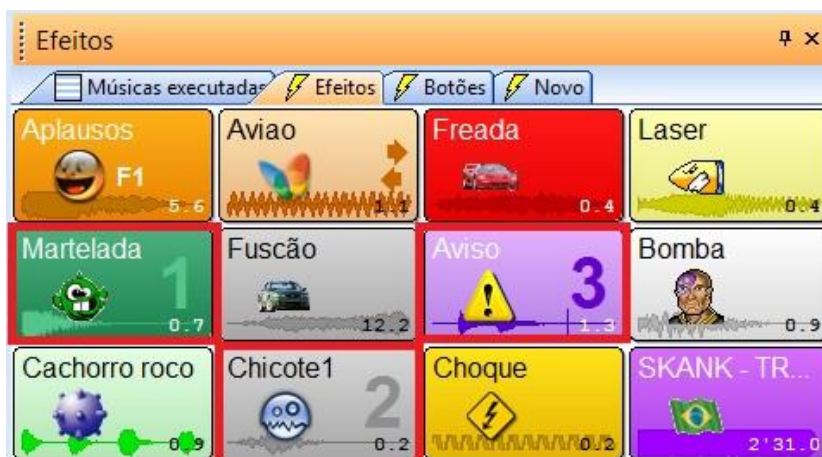 Efeitos
Músicas executadas Efeitos Botões Novo
Aplausos Aviao Freada Laser
F1
5.6 1.1 0.4 0.4
Martelada Fuscão Aviso Bomba
1 3
0.7 12.2 1.3 0.9
Cachorro roco Chicote1 Choque SKANK - TR...
2
0.9 0.2 0.2 2'31.0